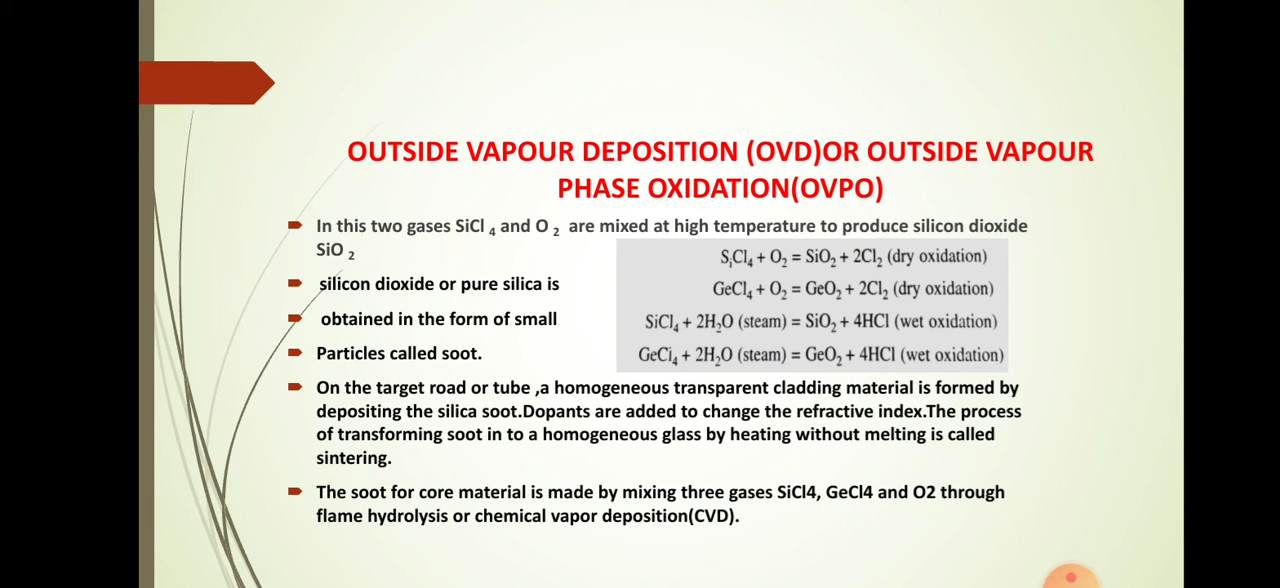 OUTSIDE VAPOUR DEPOSITION (OVD)OR OUTSIDE VAPOUR
PHASE OXIDATION(OVPO)
In this two gases SiCl 4 and O 2 are mixed at high temperature to produce silicon dioxide
SiO 2
SiCl4 + O2 = SiO2 + 2Cl2 (dry oxidation)
GeCl4 + O2 = GeO2 + 2Cl2 (dry oxidation)
SiCl4 + 2H2O (steam) = SiO2 + 4HCl (wet oxidation)
GeCi4 + 2H2O (steam) = GeO2 + 4HCl (wet oxidation)
silicon dioxide or pure silica is
obtained in the form of small
Particles called soot.
On the target road or tube ,a homogeneous transparent cladding material is formed by
depositing the silica soot.Dopants are added to change the refractive index.The process
of transforming soot in to a homogeneous glass by heating without melting is called
sintering.
The soot for core material is made by mixing three gases SiCl4, GeCl4 and O2 through
flame hydrolysis or chemical vapor deposition(CVD).